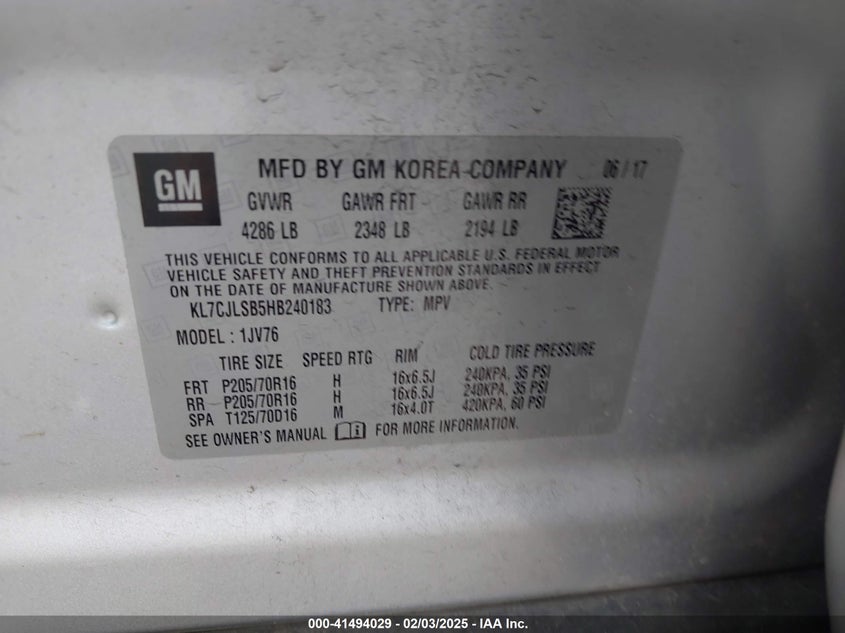 GM
MFD BY GM KOREA COMPANY 06/17
GVWR GAWR FRT GAWR RR
4286 LB 2348 LB 2194 LB
THIS VEHICLE CONFORMS TO ALL APPLICABLE U.S. FEDERAL MOTOR
VEHICLE SAFETY AND THEFT PREVENTION STANDARDS IN EFFECT
ON THE DATE OF MANUFACTURE SHOWN ABOVE.
KL7CJLSB5HB240183 TYPE: MPV
MODEL : 1JV76
TIRE SIZE SPEED RTG RIM COLD TIRE PRESSURE
FRT P205/70R16 H 16x6.5J 240KPA, 35 PSI
RR P205/70R16 H 16x6.5J 240KPA, 35 PSI
SPA T125/70D16 M 16x4.0T 420KPA, 60 PSI
SEE OWNER'S MANUAL FOR MORE INFORMATION.
000-41494029 - 02/03/2025 - IAA Inc.